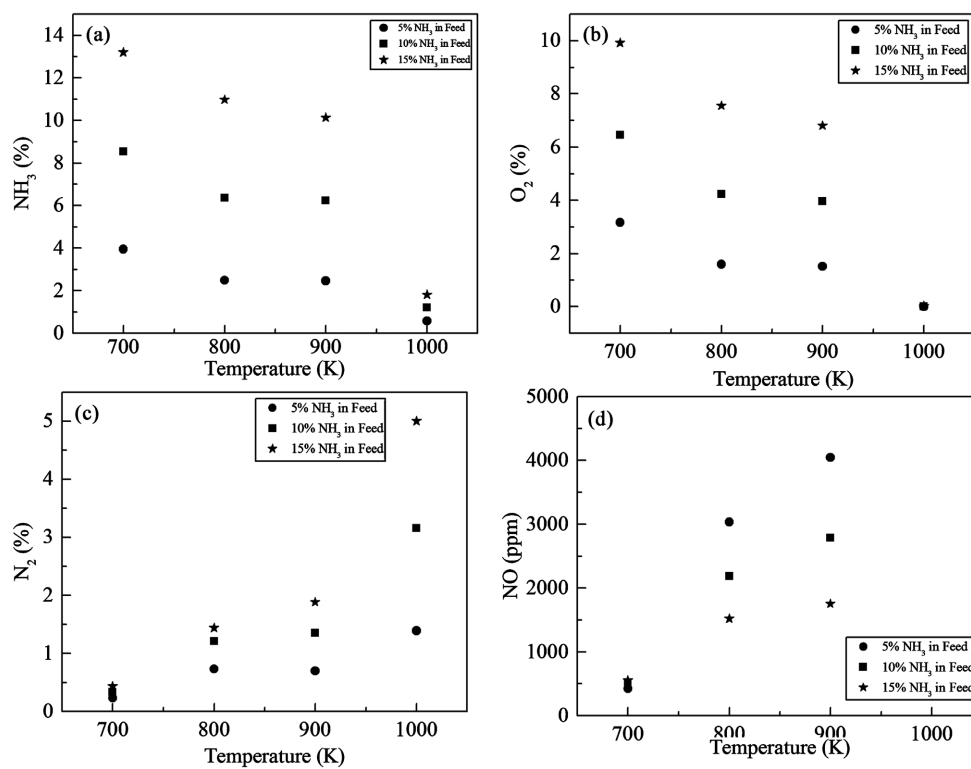 (a)
5% NH₃ in Feed
10% NH₃ in Feed
15% NH₃ in Feed
14
12
10
8
6
4
2
0
NH₃ (%)
700 800 900 1000
Temperature (K)
(b)
5% NH₃ in Feed
10% NH₃ in Feed
15% NH₃ in Feed
10
8
6
4
2
0
O₂ (%)
700 800 900 1000
Temperature (K)
(c)
5% NH₃ in Feed
10% NH₃ in Feed
15% NH₃ in Feed
5
4
3
2
1
0
N₂ (%)
700 800 900 1000
Temperature (K)
(d)
5000
4000
3000
2000
1000
0
NO (ppm)
5% NH₃ in Feed
10% NH₃ in Feed
15% NH₃ in Feed
700 800 900 1000
Temperature (K)